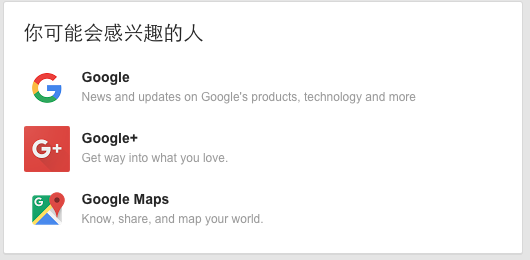 你可能会感兴趣的人
Google
News and updates on Google's products, technology and more
Google+
Get way into what you love.
Google Maps
Know, share, and map your world.